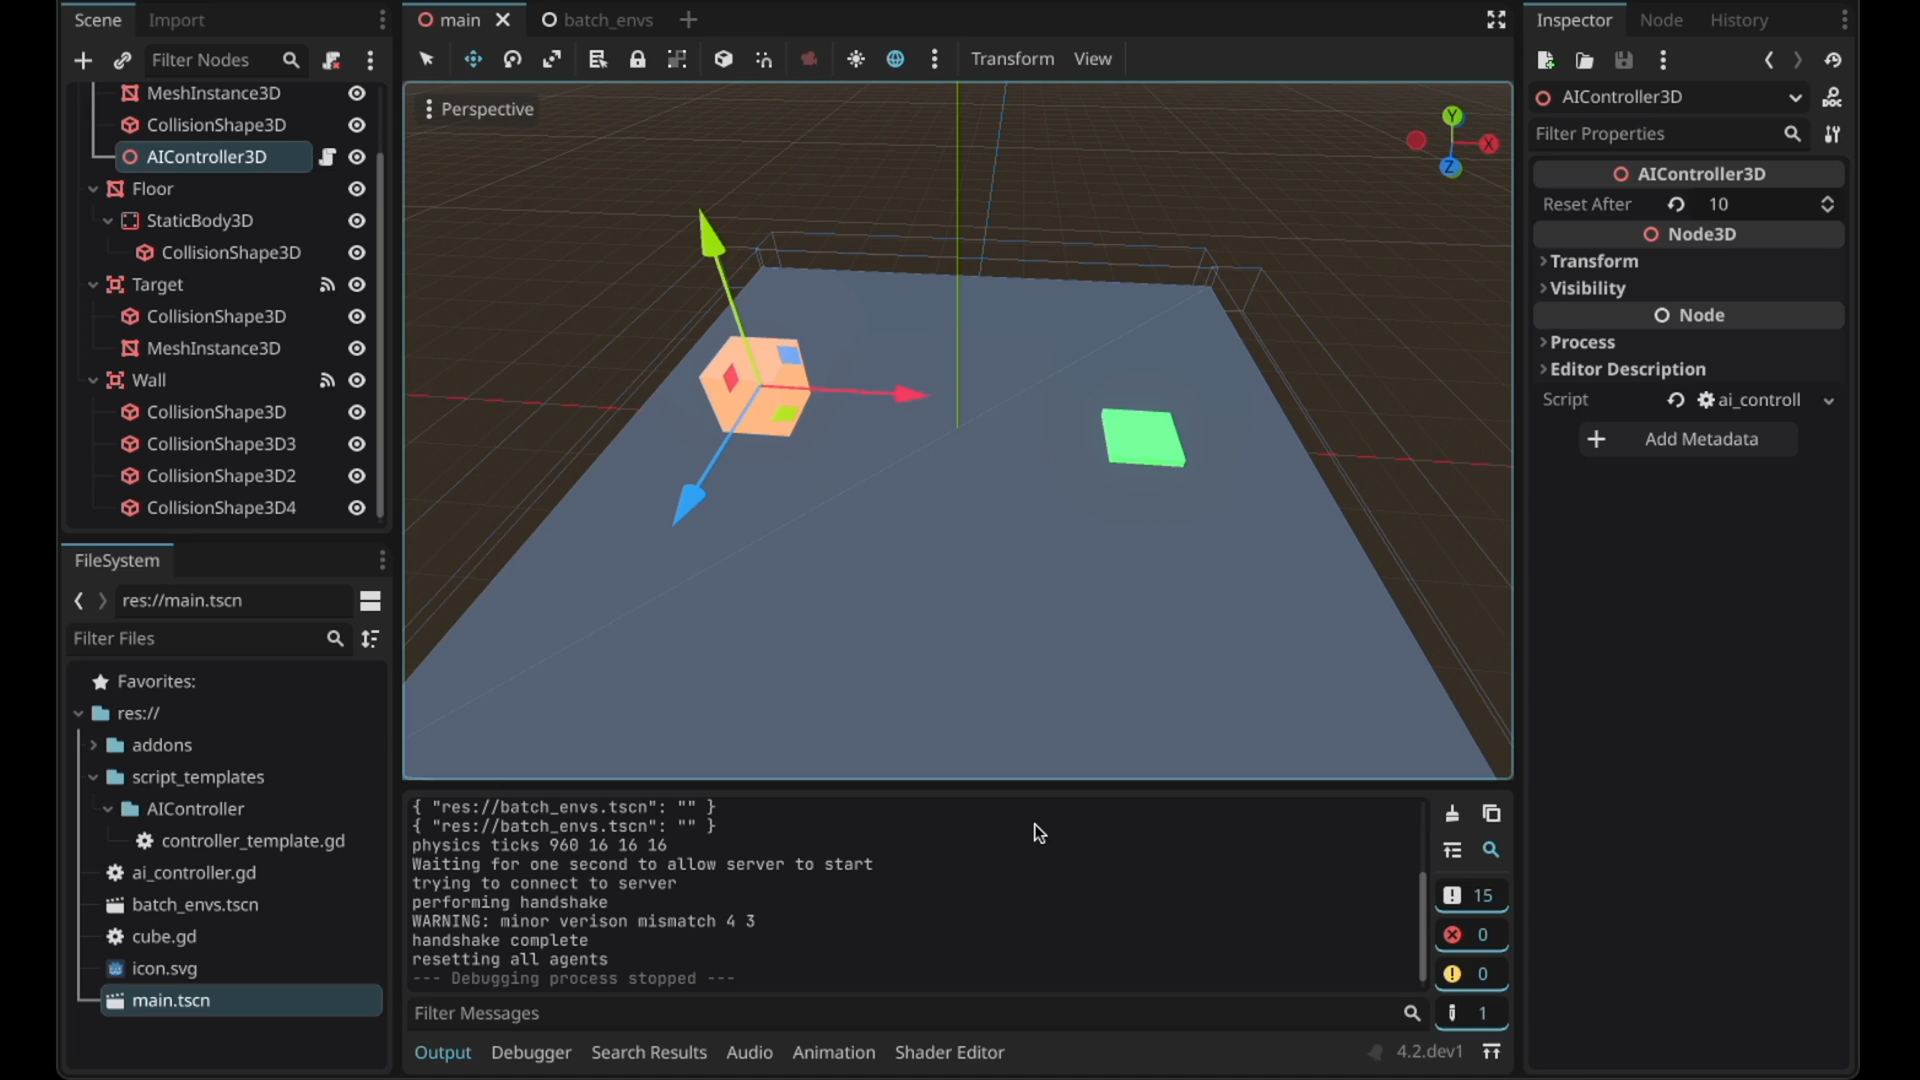 Scene Import
Filter Nodes
MeshInstance3D
CollisionShape3D
AIController3D
Floor
StaticBody3D
CollisionShape3D
Target
CollisionShape3D
MeshInstance3D
Wall
CollisionShape3D
CollisionShape3D3
CollisionShape3D2
CollisionShape3D4
FileSystem
res://main.tscn
Filter Files
Favorites:
res://
addons
script_templates
AIController
controller_template.gd
ai_controller.gd
batch_envs.tscn
cube.gd
icon.svg
main.tscn
main batch_envs
Transform View
Perspective
Y
X
Z
{ "res://batch_envs.tscn": "" }
{ "res://batch_envs.tscn": "" }
physics ticks 960 16 16 16
Waiting for one second to allow server to start
trying to connect to server
performing handshake
WARNING: minor verison mismatch 4 3
handshake complete
resetting all agents
--- Debugging process stopped ---
15
0
0
1
Filter Messages
Output Debugger Search Results Audio Animation Shader Editor 4.2.dev1
Inspector Node History
AIController3D
DOC
Filter Properties
AIController3D
Reset After 10
Node3D
Transform
Visibility
Node
Process
Editor Description
Script ai_controll
Add Metadata